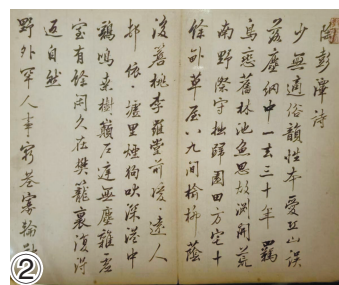 陶彭澤詩
少無適俗韻性本愛丘山誤
落塵網中一去三十年羈
鳥戀舊林池魚思故淵開荒
南野際守拙歸園田方宅十
餘畝草屋八九間榆柳蔭
後簷桃李羅堂前曖〻遠人
邨依〻墟里煙狗吠深巷中
鷄鳴桑樹巔戶庭無塵雜虛
室有餘閑久在樊籠裏復得
返自然
野外罕人事窮巷寡輪鞅
②